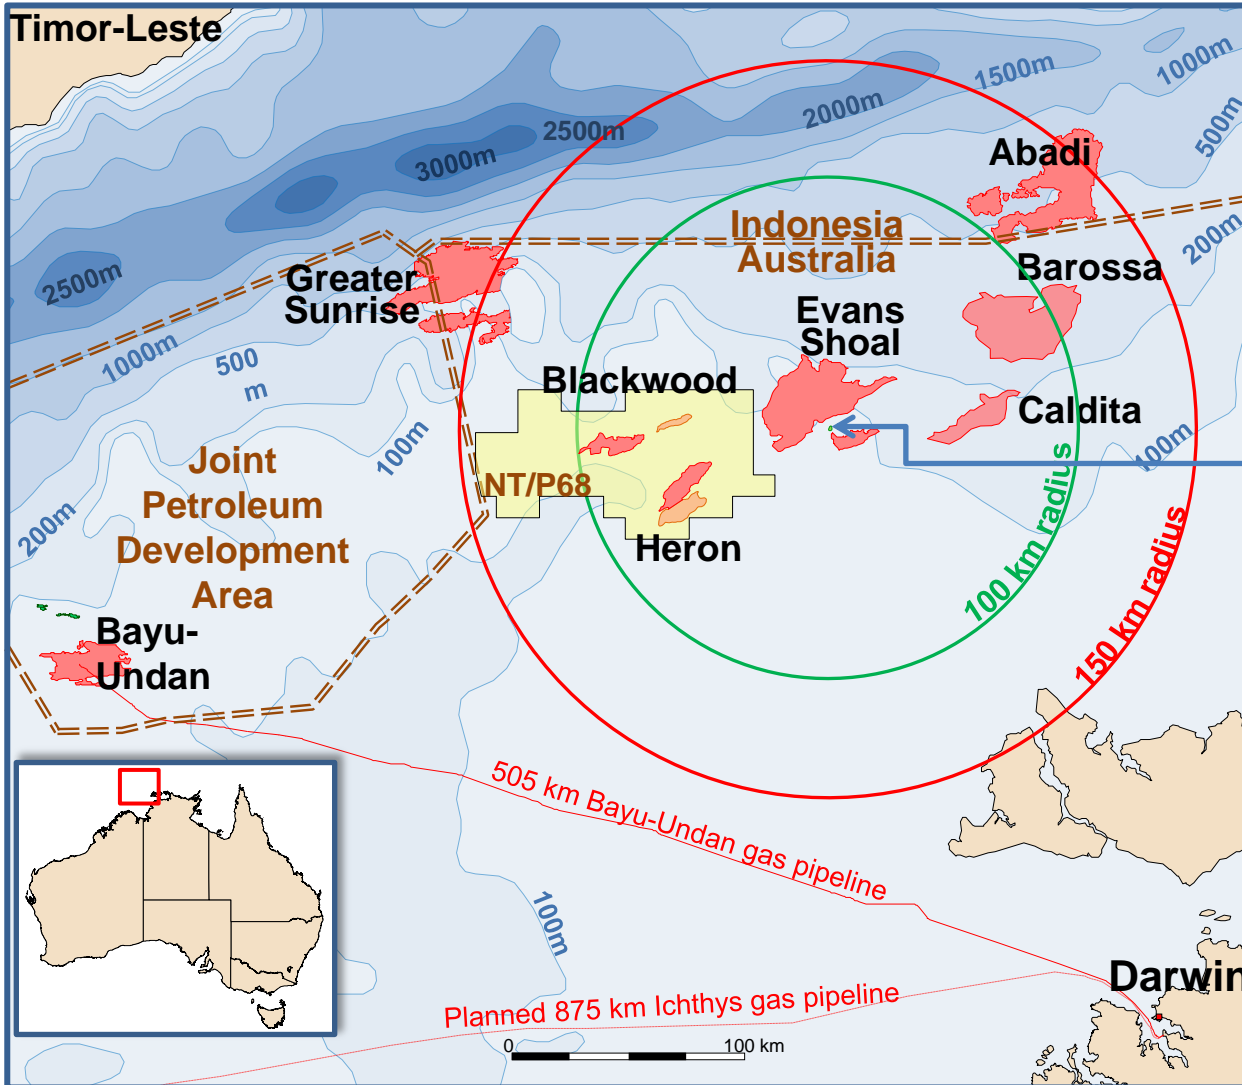 Timor-Leste
1500m
1000m
2000m
2500m
3000m
500m
Abadi
200m
Indonesia
Australia
2500m
Greater
Sunrise
Barossa
Evans
Shoal
1000m
500
m
Blackwood
Caldita
100m
100m
Joint
Petroleum
Development
Area
NT/P68
200m
Heron
100 km radius
150 km radius
Bayu-
Undan
505 km Bayu-Undan gas pipeline
100m
Darwin
Planned 875 km Ichthys gas pipeline
0 100 km